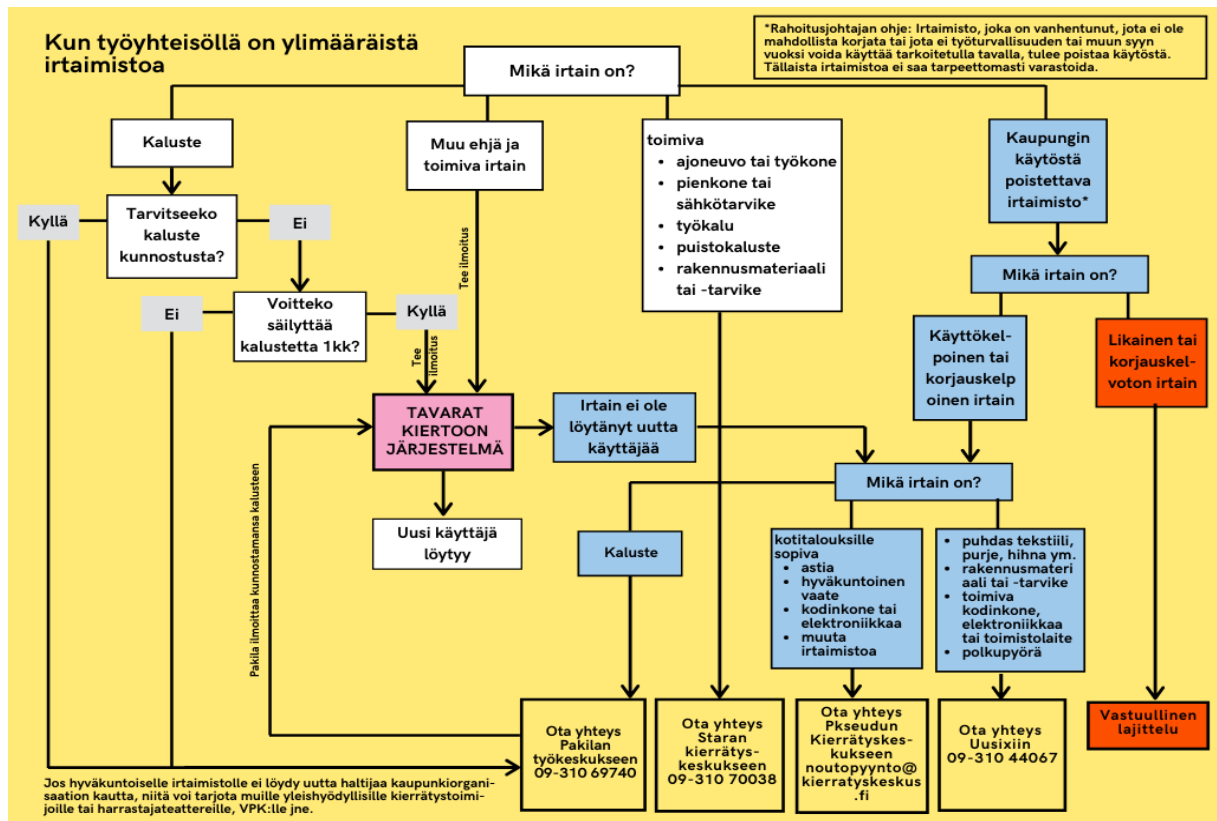 Kun työyhteisöllä on ylimääräistä
irtaimistoa
*Rahoitusjohtajan ohje: Irtaimisto, joka on vanhentunut, jota ei ole
mahdollista korjata tai jota ei työturvallisuuden tai muun syyn
vuoksi voida käyttää tarkoitetulla tavalla, tulee poistaa käytöstä.
Tällaista irtaimistoa ei saa tarpeettomasti varastoida.
Mikä irtain on?
Kaluste
Muu ehjä ja
toimiva irtain
toimiva
• ajoneuvo tai työkone
• pienkone tai
sähkötarvike
• työkalu
• puistokaluste
• rakennusmateriaali
tai -tarvike
Kaupungin
käytöstä
poistettava
irtaimisto*
Kyllä
Tarvitseeko
kaluste
kunnostusta?
Ei
Tee ilmoitus
Mikä irtain on?
Ei
Voitteko
säilyttää
kalustetta 1kk?
Kyllä
Tee
ilmoitus
Käyttökel-
poinen tai
korjauskelp
oinen irtain
Likainen tai
korjauskel-
voton irtain
TAVARAT
KIERTOON
JÄRJESTELMÄ
Irtain ei ole
löytänyt uutta
käyttäjää
Pakila ilmoittaa kunnostamansa kalusteen
Mikä irtain on?
Uusi käyttäjä
löytyy
Kaluste
kotitalouksille
sopiva
• astia
• hyväkuntoinen
vaate
• kodinkone tai
elektroniikkaa
• muuta
irtaimistoa
• puhdas tekstiili,
purje, hihna ym.
• rakennusmateri
aali tai -tarvike
• toimiva
kodinkone,
elektroniikkaa
tai toimistolaite
• polkupyörä
Ota yhteys
Pakilan
työkeskukseen
09-310 69740
Ota yhteys
Staran
kierrätys-
keskukseen
09-310 70038
Ota yhteys
Pkseudun
Kierrätyskes-
kukseen
noutopyynto@
kierratyskeskus
.fi
Ota yhteys
Uusixiin
09-310 44067
Vastuullinen
lajittelu
Jos hyväkuntoiselle irtaimistolle ei löydy uutta haltijaa kaupunkiorgani-
saation kautta, niitä voi tarjota muille yleishyödyllisille kierrätystoimi-
joille tai harrastajateattereille, VPK:lle jne.